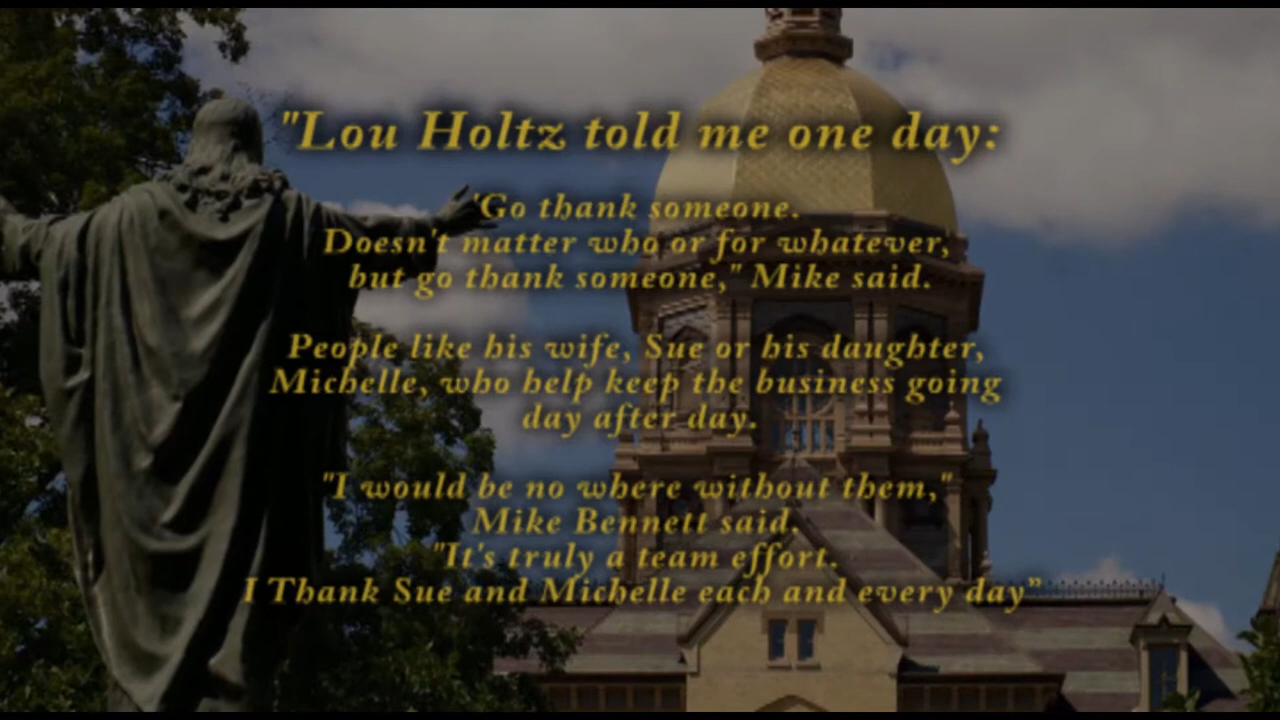 "Lou Holtz told me one day:
'Go thank someone.
Doesn't matter who or for whatever,
but go thank someone," Mike said.
People like his wife, Sue or his daughter,
Michelle, who help keep the business going
day after day.
"I would be no where without them,"
Mike Bennett said.
"It's truly a team effort.
I Thank Sue and Michelle each and every day”